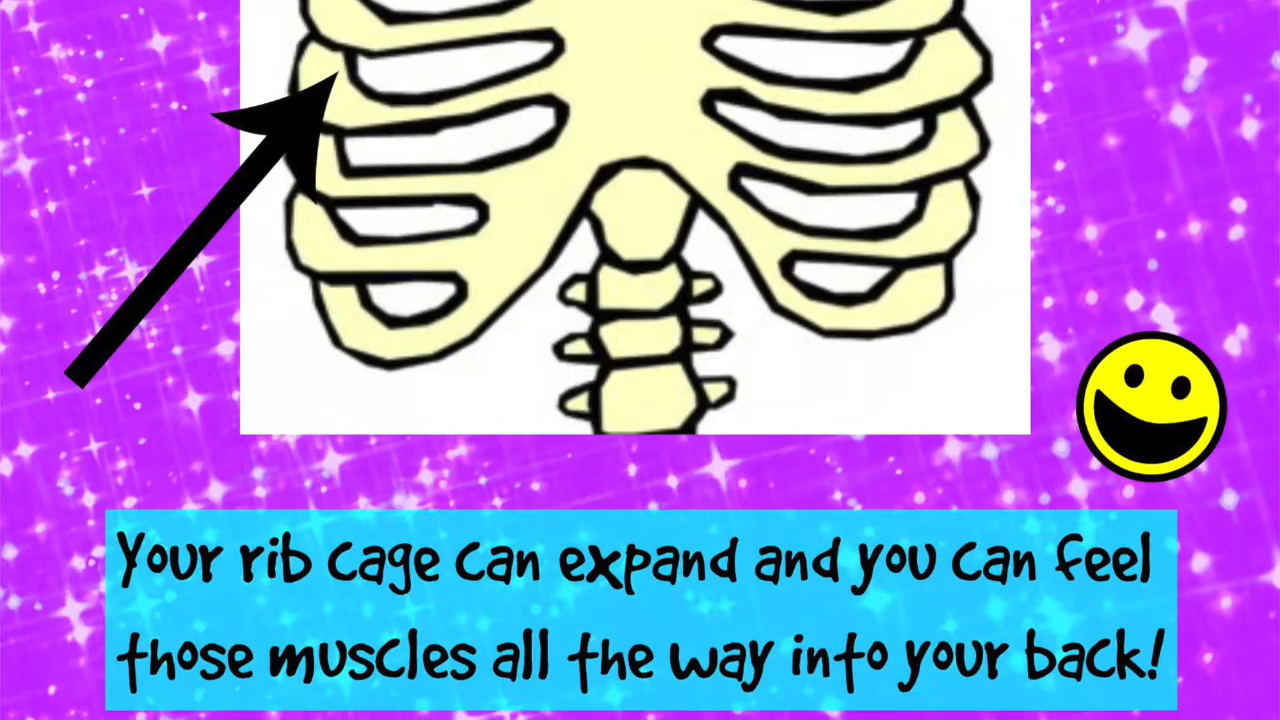 Your rib cage can expand and you can feel
those muscles all the way into your back!